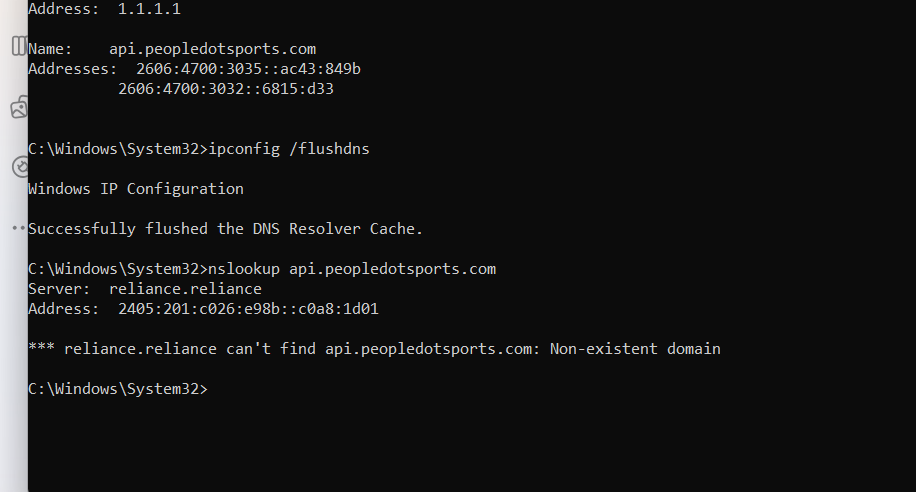 Address:  1.1.1.1
Name:    api.peopledotsports.com
Addresses:  2606:4700:3035::ac43:849b
          2606:4700:3032::6815:d33
C:\Windows\System32>ipconfig /flushdns
Windows IP Configuration
Successfully flushed the DNS Resolver Cache.
C:\Windows\System32>nslookup api.peopledotsports.com
Server:  reliance.reliance
Address:  2405:201:c026:e98b::c0a8:1d01
*** reliance.reliance can't find api.peopledotsports.com: Non-existent domain
C:\Windows\System32>